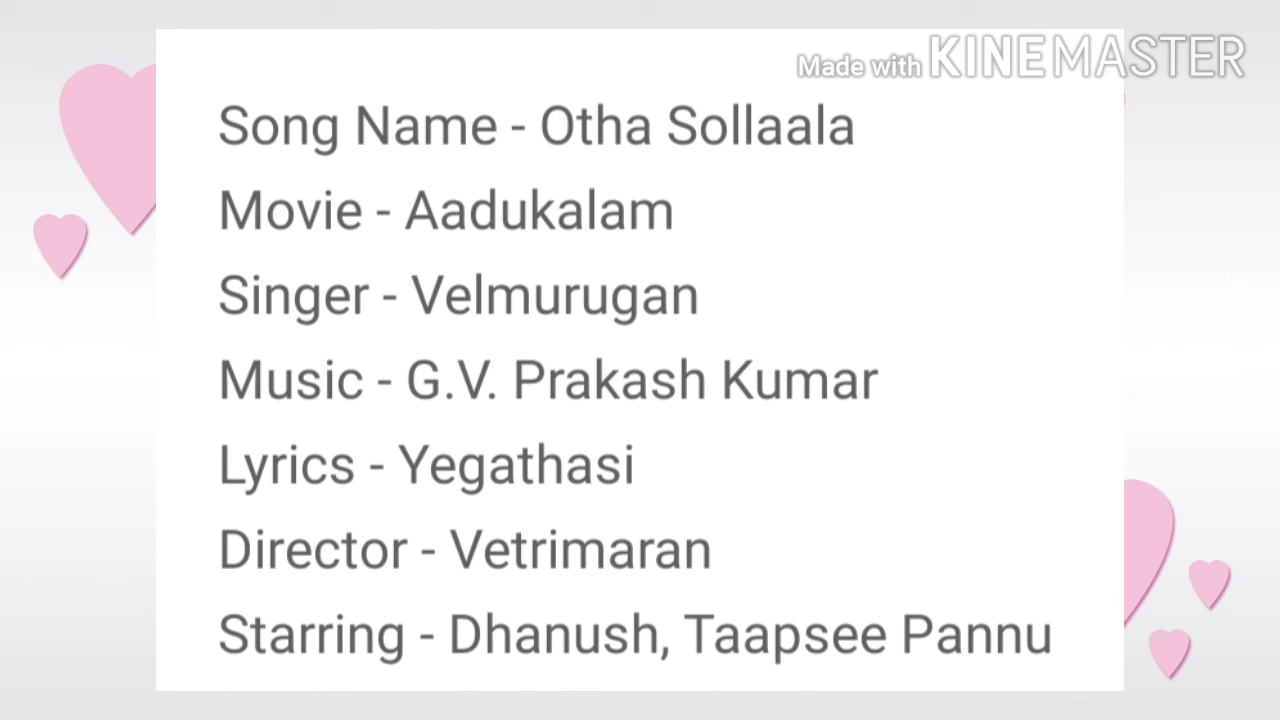 Made with KINEMASTER
Song Name - Otha Sollaala
Movie - Aadukalam
Singer - Velmurugan
Music - G.V. Prakash Kumar
Lyrics - Yegathasi
Director - Vetrimaran
Starring - Dhanush, Taapsee Pannu